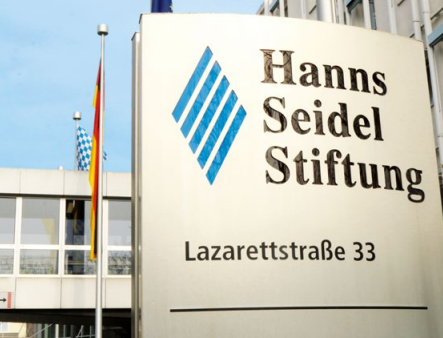 Hanns
Seidel
Stiftung
Lazarettstraße 33